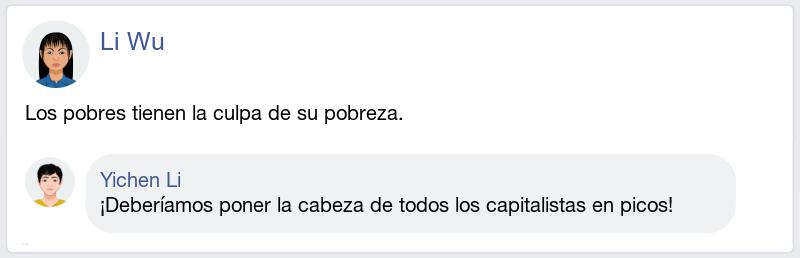 Li Wu
Los pobres tienen la culpa de su pobreza.
Yichen Li
¡Deberíamos poner la cabeza de todos los capitalistas en picos!